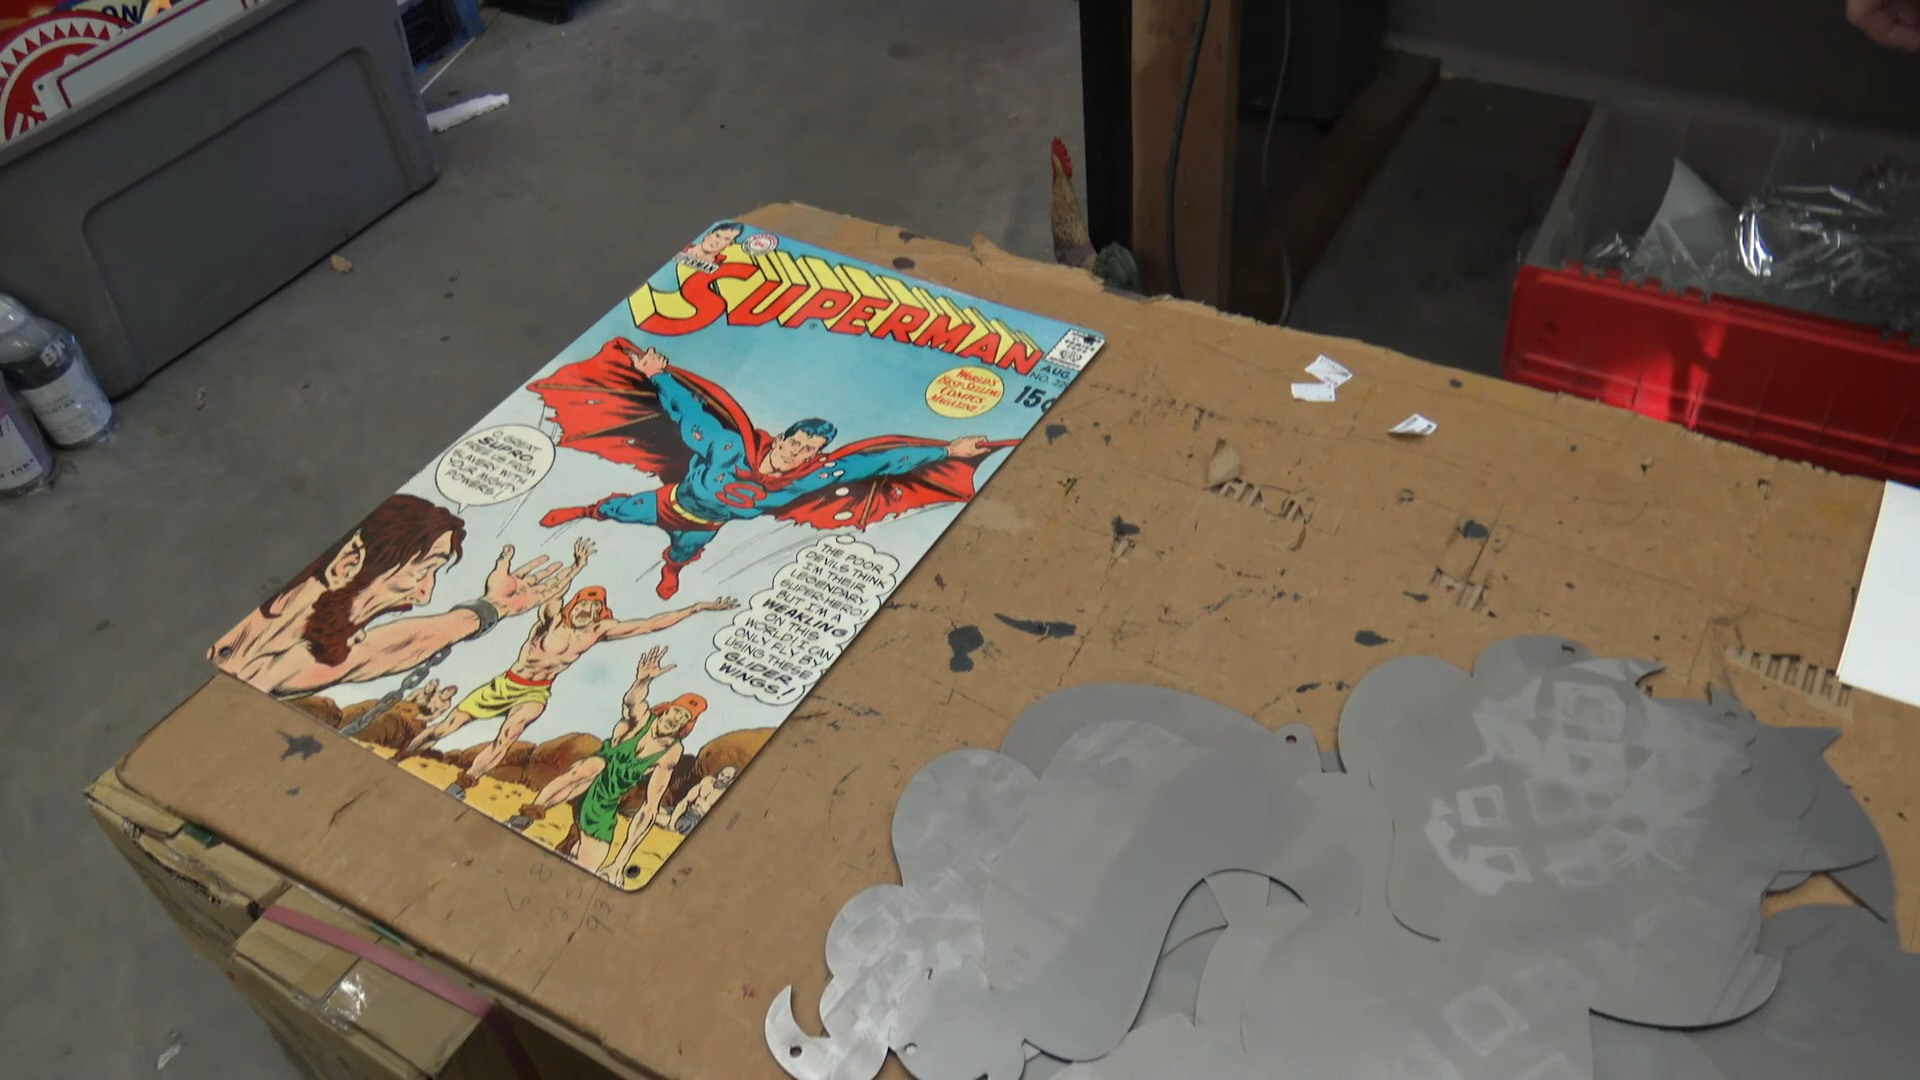 ON
SUPERMAN
AUG.
15¢
WORLD'S
BEST-SELLING
COMICS
MAGAZINE!
O GREAT
SUPRO
FREE US FROM
SLAVERY WITH
YOUR MIGHTY
POWERS!
S
THE POOR
DEVILS THINK
I'M THEIR
LEGENDARY
SUPER-HERO!
BUT I'M A
WEAKLING
ON THIS
WORLD! I CAN
ONLY FLY BY
USING THESE
GLIDER
WINGS!